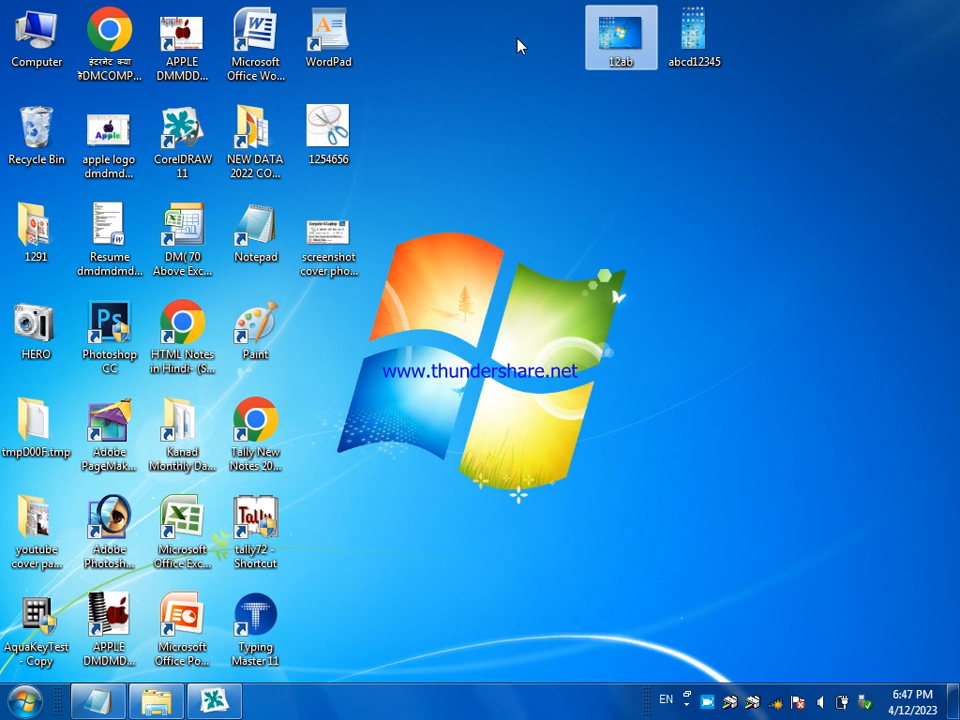 Computer
इंटरनेट क्या
हैDMCOMP...
APPLE
DMMDD...
Microsoft
Office Wo...
WordPad
12ab
abcd12345
Recycle Bin
apple logo
dmdmd...
CorelDRAW
11
NEW DATA
2022 CO...
1254656
1291
Resume
dmdmdmd...
DM( 70
Above Exc...
Notepad
screenshot
cover pho...
HERO
Photoshop
CC
HTML Notes
in Hindi- (S...
Paint
www.thundershare.net
tmpD00F.tmp
Adobe
PageMak...
Kanad
Monthly Da...
Tally New
Notes 20...
youtube
cover pa...
Adobe
Photosh...
Microsoft
Office Exc...
tally72 -
Shortcut
AquaKeyTest
- Copy
APPLE
DMDMD...
Microsoft
Office Po...
Typing
Master 11
EN
6:47 PM
4/12/2023